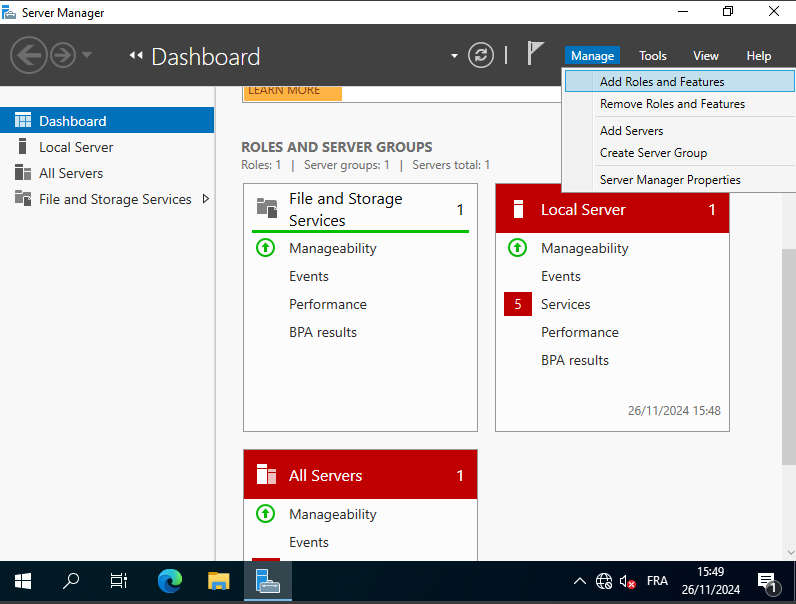 Server Manager
Dashboard
Manage Tools View Help
Add Roles and Features
Remove Roles and Features
Add Servers
Create Server Group
Server Manager Properties
Dashboard
Local Server
All Servers
File and Storage Services
LEARN MORE
ROLES AND SERVER GROUPS
Roles: 1 | Server groups: 1 | Servers total: 1
File and Storage
Services
1
Manageability
Events
Performance
BPA results
Local Server 1
Manageability
Events
5 Services
Performance
BPA results
26/11/2024 15:48
All Servers 1
Manageability
Events
FRA
15:49
26/11/2024
1